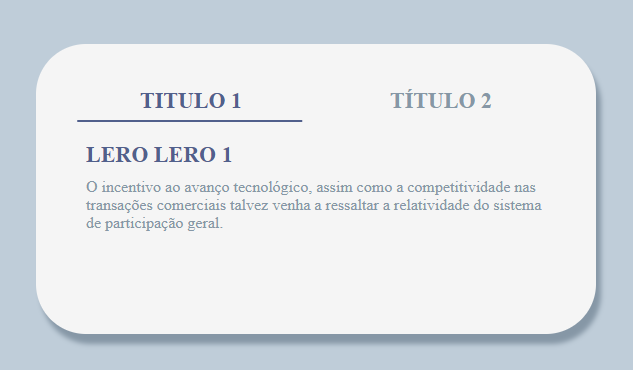 TITULO 1
TÍTULO 2
LERO LERO 1
O incentivo ao avanço tecnológico, assim como a competitividade nas
transações comerciais talvez venha a ressaltar a relatividade do sistema
de participação geral.